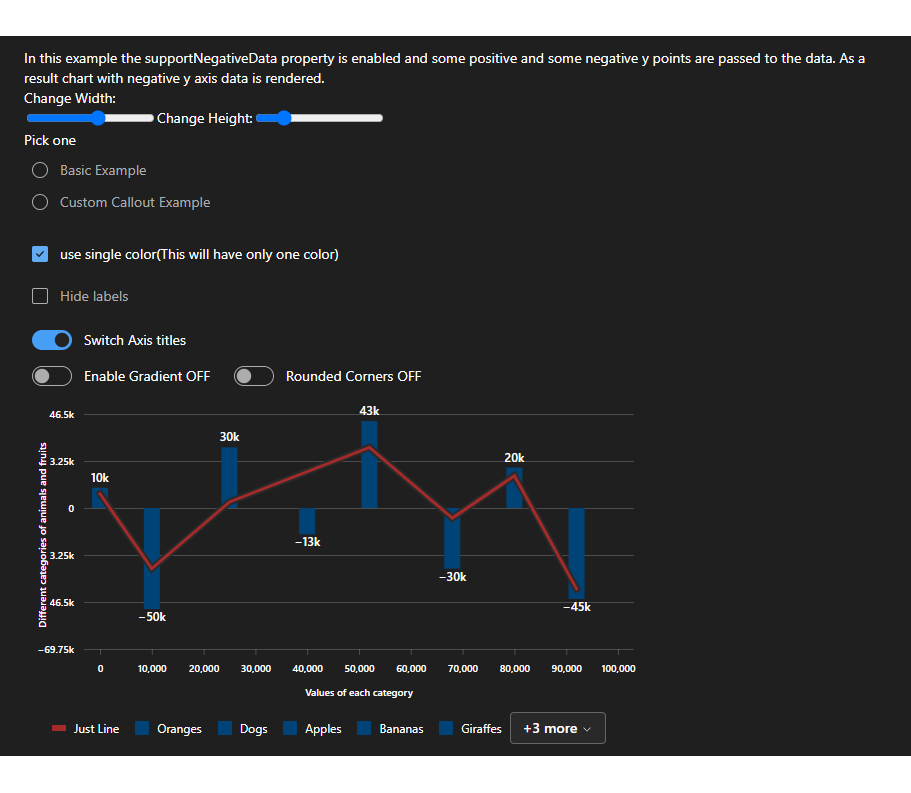 In this example the supportNegativeData property is enabled and some positive and some negative y points are passed to the data. As a
result chart with negative y axis data is rendered.
Change Width:
Change Height:
Pick one
Basic Example
Custom Callout Example
use single color(This will have only one color)
Hide labels
Switch Axis titles
Enable Gradient OFF
Rounded Corners OFF
Different categories of animals and fruits
46.5k
3.25k
0
3.25k
46.5k
−69.75k
10k
−50k
30k
−13k
43k
−30k
20k
−45k
0
10,000
20,000
30,000
40,000
50,000
60,000
70,000
80,000
90,000
100,000
Values of each category
Just Line
Oranges
Dogs
Apples
Bananas
Giraffes
+3 more